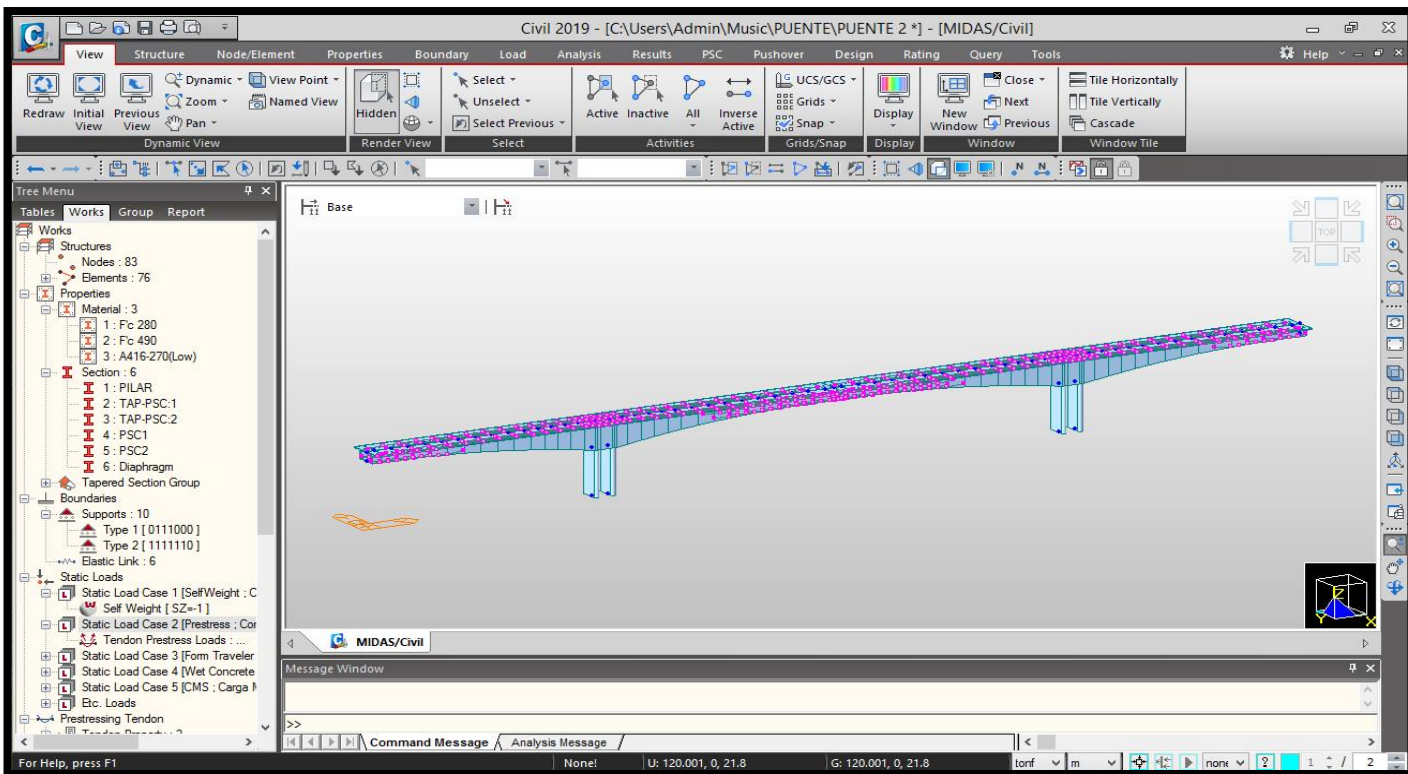 Civil 2019 - [C:\Users\Admin\Music\PUENTE\PUENTE 2 *] - [MIDAS/Civil]
View Structure Node/Element Properties Boundary Load Analysis Results PSC Pushover Design Rating Query Tools Help
Redraw Initial View Previous View Dynamic Zoom Pan View Point Named View
Hidden
Select Unselect Select Previous
Active Inactive All Inverse Active
UCS/GCS Grids Snap
Display
New Window Close Next Previous
Tile Horizontally Tile Vertically Cascade
Dynamic View Render View Select Activities Grids/Snap Display Window Window Tile
Tree Menu
Tables Works Group Report
Base
TOP
Works
Structures
Nodes : 83
Elements : 76
Properties
Material : 3
1 : F'c 280
2 : F'c 490
3 : A416-270(Low)
Section : 6
1 : PILAR
2 : TAP-PSC:1
3 : TAP-PSC:2
4 : PSC1
5 : PSC2
6 : Diaphragm
Tapered Section Group
Boundaries
Supports : 10
Type 1 [ 0111000 ]
Type 2 [ 1111110 ]
Elastic Link : 6
Static Loads
Static Load Case 1 [SelfWeight ; C
Self Weight [ SZ=-1 ]
Static Load Case 2 [Prestress ; Cor
Tendon Prestress Loads : ...
Static Load Case 3 [Form Traveler
Static Load Case 4 [Wet Concrete
Static Load Case 5 [CMS ; Carga M
Etc. Loads
Prestressing Tendon
Z
Y X
MIDAS/Civil
Message Window
>>
Command Message Analysis Message
For Help, press F1 None! U: 120.001, 0, 21.8 G: 120.001, 0, 21.8 tonf m none ? 1 / 2